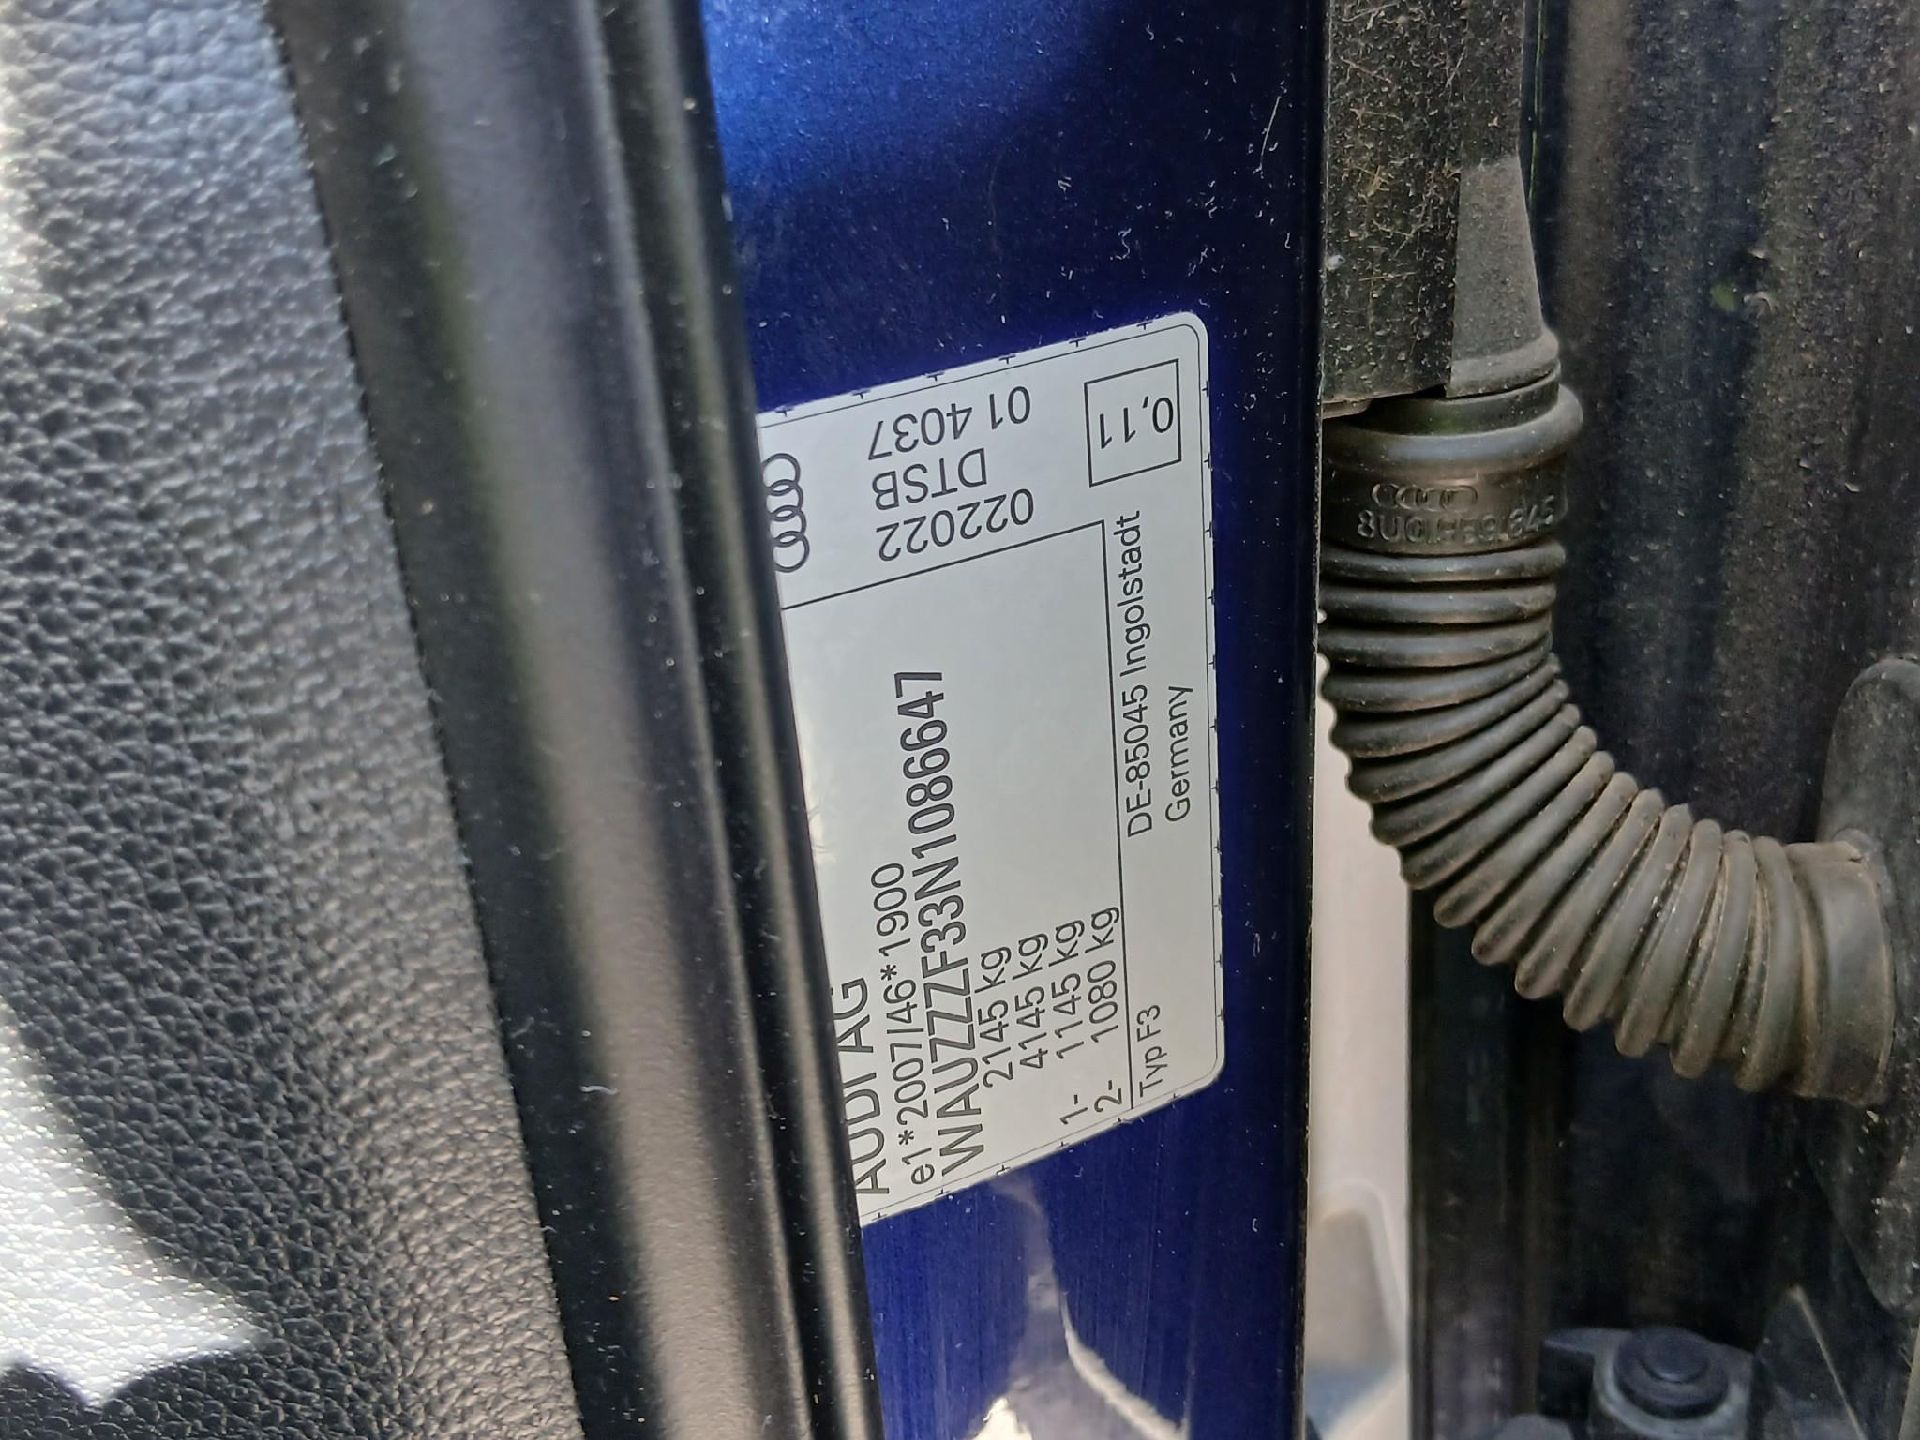 AUDI AG
e1*2007/46*1900
WAUZZZF33N1086647
2145 kg
4145 kg
1- 1145 kg
2- 1080 kg
Typ F3
DE-85045 Ingolstadt
Germany
022022
DTSB
01 4037
0,11